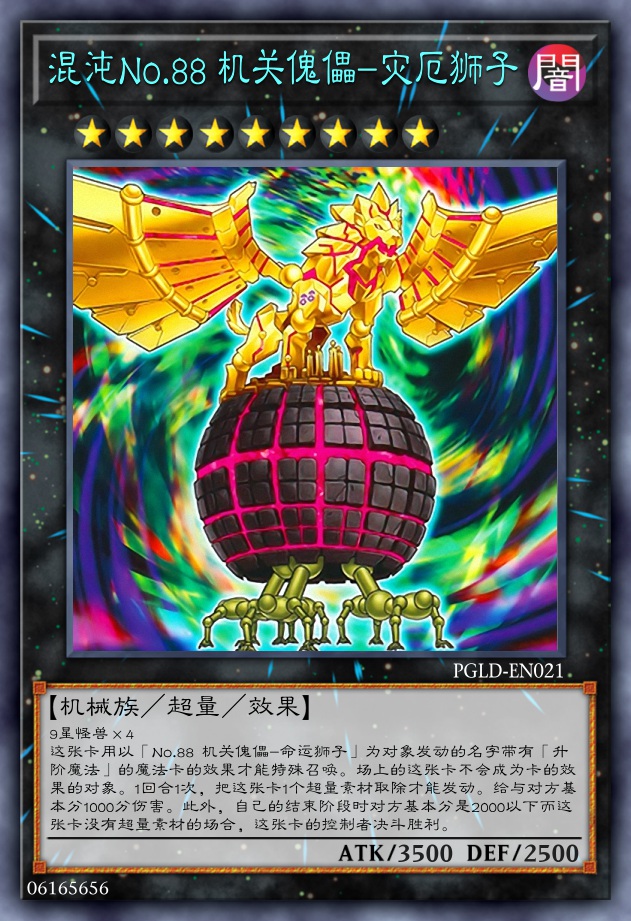 混沌No.88 机关傀儡-灾厄狮子
闇
PGLD-EN021
【机械族／超量／效果】
9星怪兽×4
这张卡用以「No.88 机关傀儡-命运狮子」为对象发动的名字带有「升
阶魔法」的魔法卡的效果才能特殊召唤。场上的这张卡不会成为卡的效
果的对象。1回合1次，把这张卡1个超量素材取除才能发动。给与对方基
本分1000分伤害。此外，自己的结束阶段时对方基本分是2000以下而这
张卡没有超量素材的场合，这张卡的控制者决斗胜利。
ATK/3500 DEF/2500
06165656